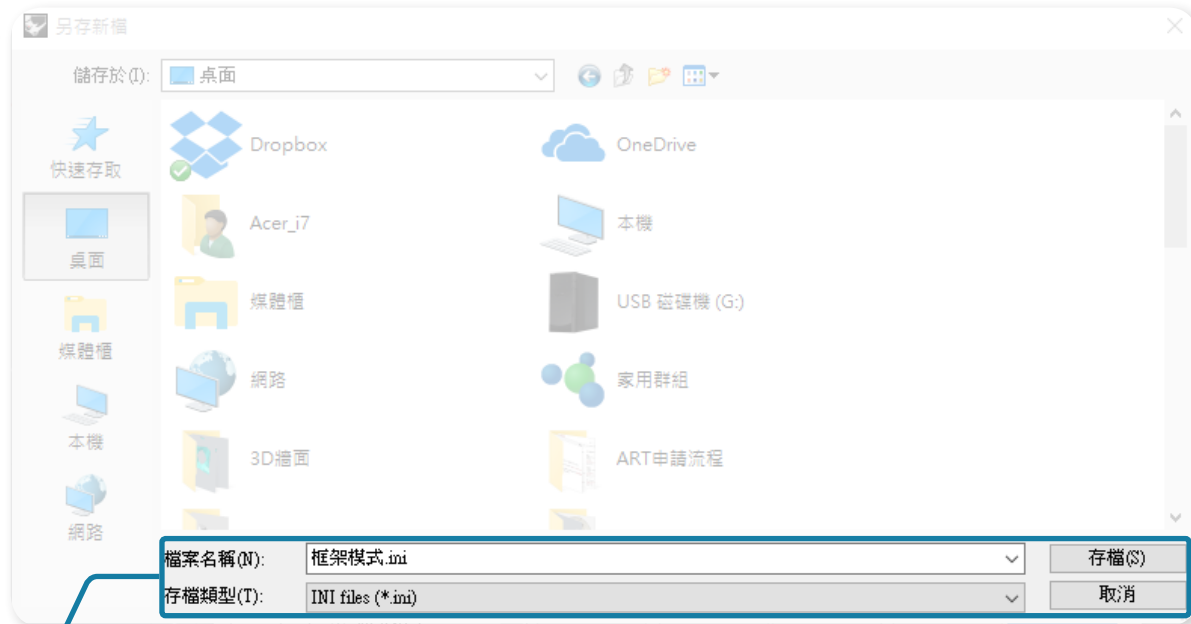 另存新檔
儲存於(I): 桌面
快速存取
桌面
媒體櫃
本機
網路
Dropbox OneDrive
Acer_i7 本機
媒體櫃 USB 磁碟機 (G:)
網路 家用群組
3D牆面 ART申請流程
檔案名稱(N): 框架模式.ini 存檔(S)
存檔類型(T): INI files (*.ini) 取消